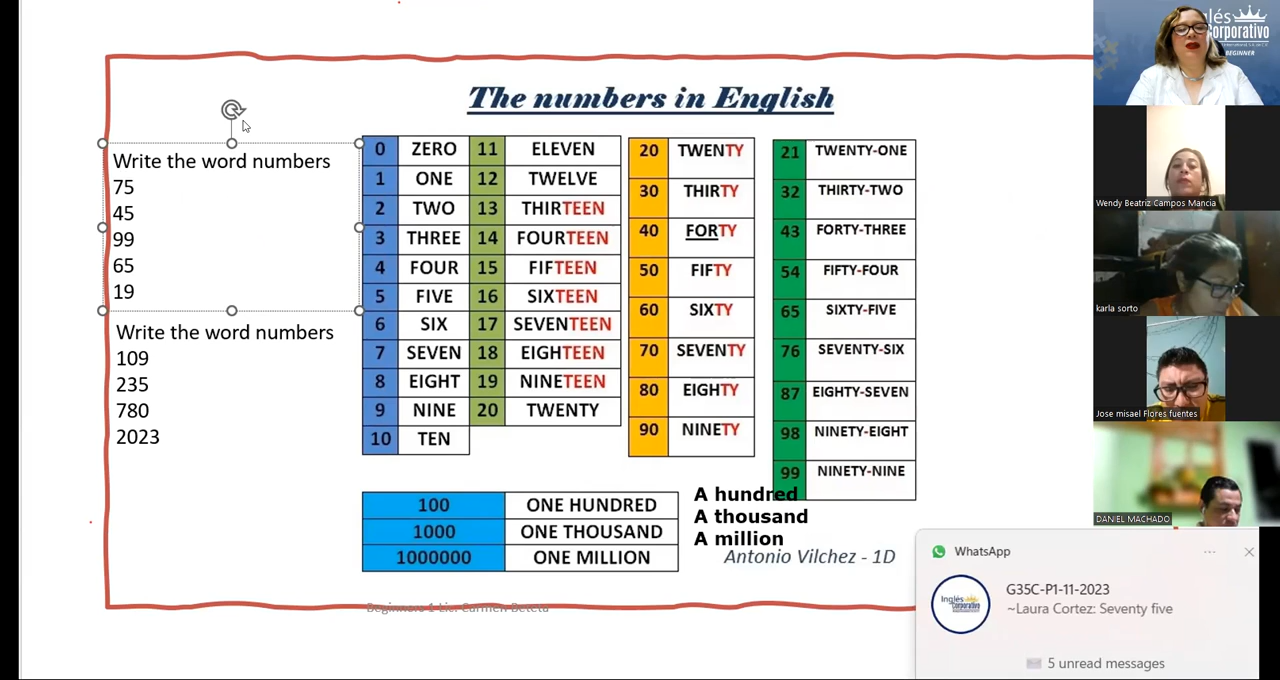 The numbers in English
Write the word numbers
75
45
99
65
19
Write the word numbers
109
235
780
2023
0 ZERO 11 ELEVEN
1 ONE 12 TWELVE
2 TWO 13 THIRTEEN
3 THREE 14 FOURTEEN
4 FOUR 15 FIFTEEN
5 FIVE 16 SIXTEEN
6 SIX 17 SEVENTEEN
7 SEVEN 18 EIGHTEEN
8 EIGHT 19 NINETEEN
9 NINE 20 TWENTY
10 TEN
20 TWENTY
30 THIRTY
40 FORTY
50 FIFTY
60 SIXTY
70 SEVENTY
80 EIGHTY
90 NINETY
21 TWENTY-ONE
32 THIRTY-TWO
43 FORTY-THREE
54 FIFTY-FOUR
65 SIXTY-FIVE
76 SEVENTY-SIX
87 EIGHTY-SEVEN
98 NINETY-EIGHT
99 NINETY-NINE
100 ONE HUNDRED
1000 ONE THOUSAND
1000000 ONE MILLION
A hundred
A thousand
A million
Antonio Vilchez - 1D
Beginners 1 Lic. Carmen Beteta
BEGINNER
Wendy Beatriz Campos Mancia
karla sorto
Jose misael Flores fuentes
DANIEL MACHADO
WhatsApp
G35C-P1-11-2023
~Laura Cortez: Seventy five
5 unread messages